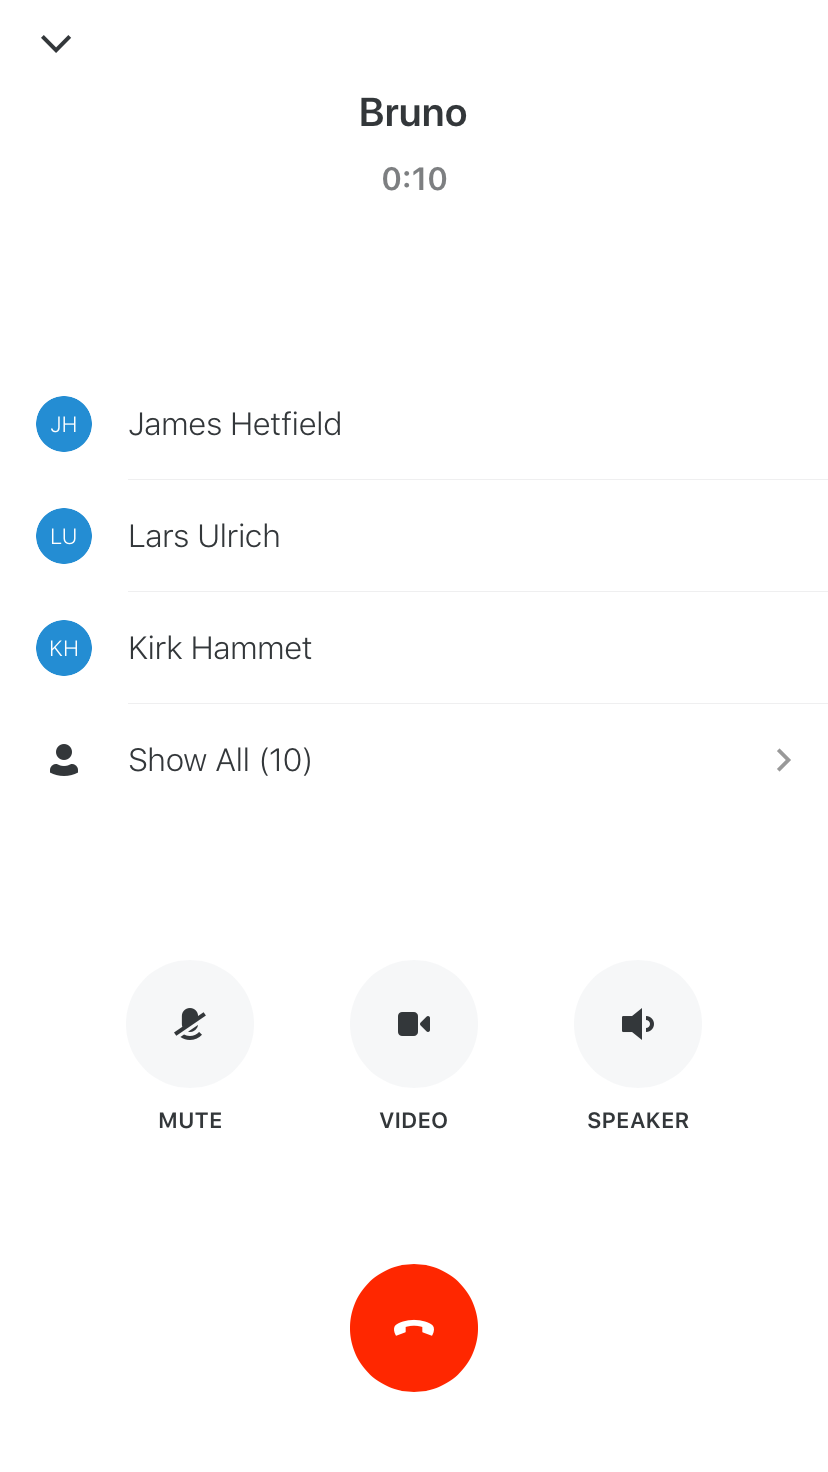 Bruno
0:10
JH James Hetfield
LU Lars Ulrich
KH Kirk Hammet
Show All (10)
MUTE VIDEO SPEAKER